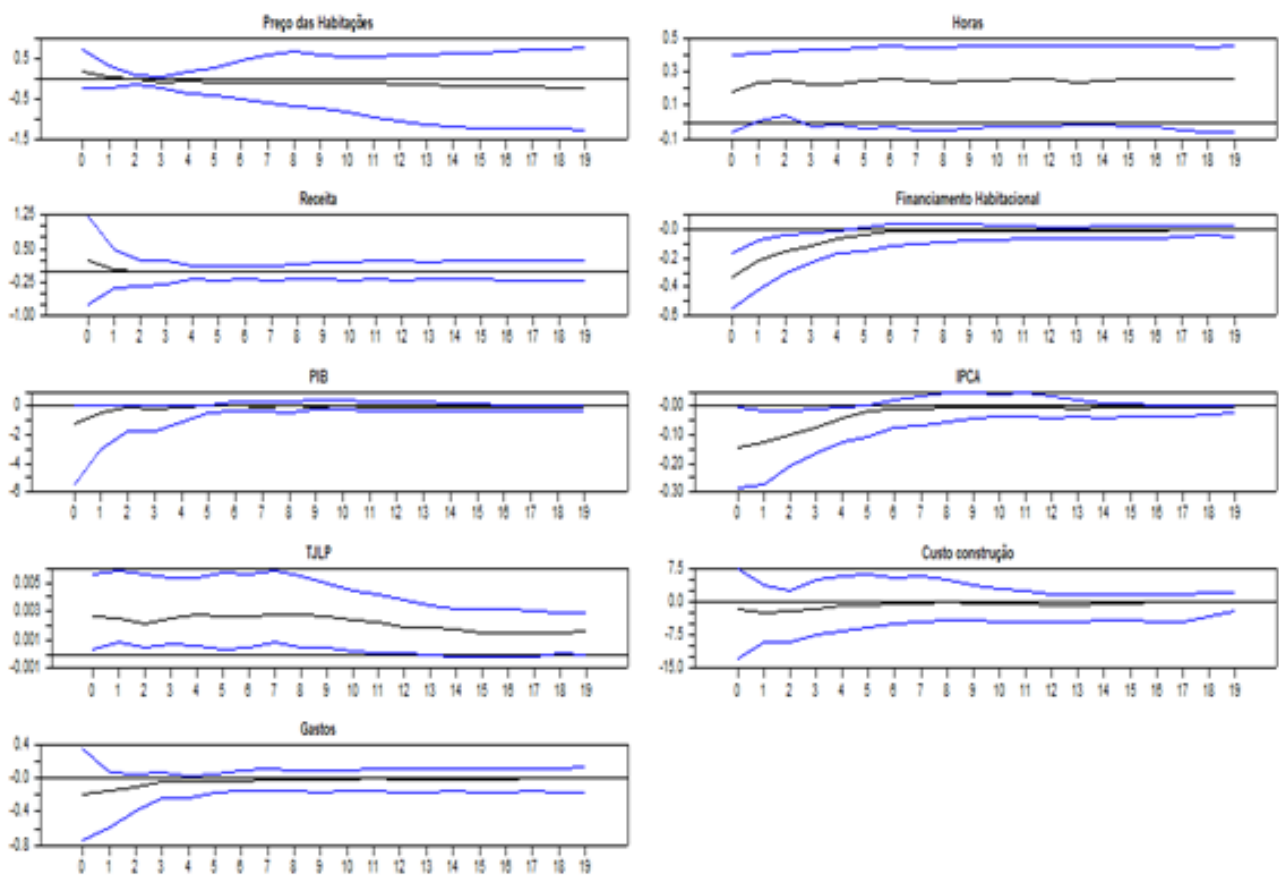 Preço das Habitações
0.5
-0.5
-1.5
0 1 2 3 4 5 6 7 8 9 10 11 12 13 14 15 16 17 18 19
Horas
0.5
0.3
0.1
-0.1
0 1 2 3 4 5 6 7 8 9 10 11 12 13 14 15 16 17 18 19
Receita
1.25
0.50
-0.25
-1.00
0 1 2 3 4 5 6 7 8 9 10 11 12 13 14 15 16 17 18 19
Financiamento Habitacional
-0.0
-0.2
-0.4
-0.6
0 1 2 3 4 5 6 7 8 9 10 11 12 13 14 15 16 17 18 19
PIB
0
-2
-4
-6
0 1 2 3 4 5 6 7 8 9 10 11 12 13 14 15 16 17 18 19
IPCA
-0.00
-0.10
-0.20
-0.30
0 1 2 3 4 5 6 7 8 9 10 11 12 13 14 15 16 17 18 19
TJLP
0.005
0.003
0.001
-0.001
0 1 2 3 4 5 6 7 8 9 10 11 12 13 14 15 16 17 18 19
Custo construção
7.5
0.0
-7.5
-15.0
0 1 2 3 4 5 6 7 8 9 10 11 12 13 14 15 16 17 18 19
Gastos
0.4
-0.0
-0.4
-0.8
0 1 2 3 4 5 6 7 8 9 10 11 12 13 14 15 16 17 18 19